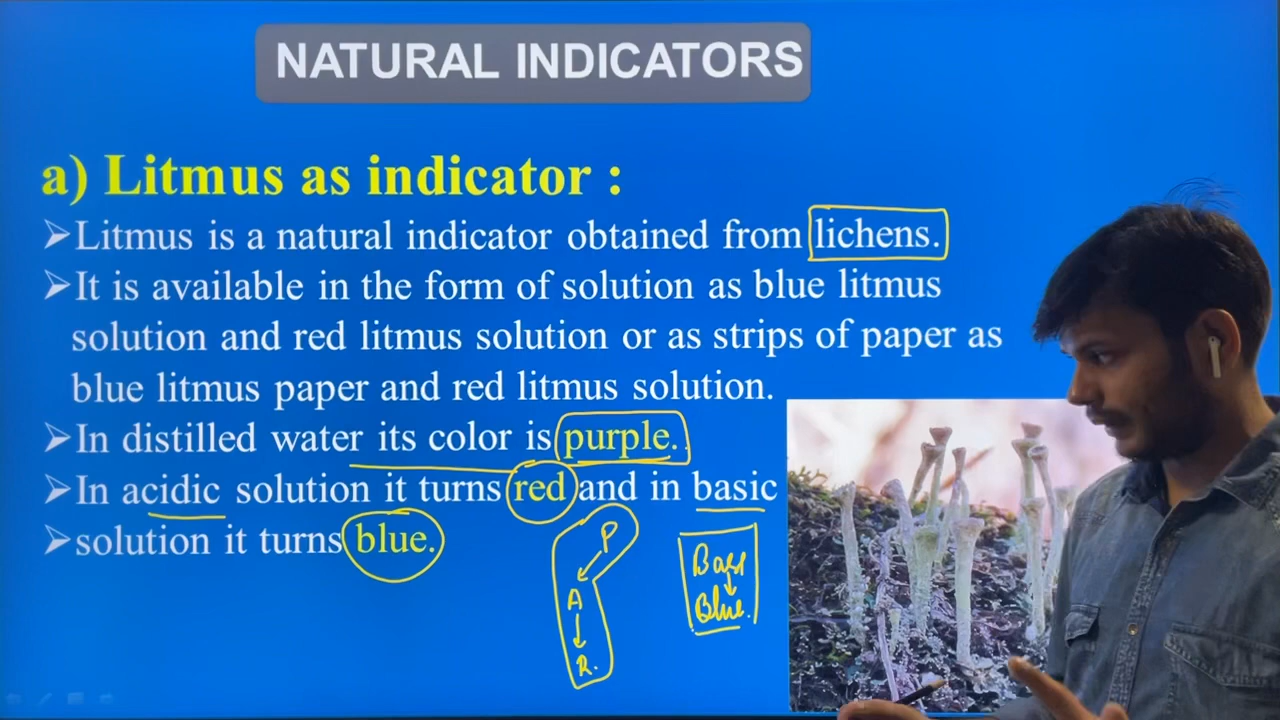 NATURAL INDICATORS
a) Litmus as indicator :
➢Litmus is a natural indicator obtained from lichens.
➢It is available in the form of solution as blue litmus
solution and red litmus solution or as strips of paper as
blue litmus paper and red litmus solution.
➢In distilled water its color is purple.
➢In acidic solution it turns red and in basic
➢solution it turns blue.
P
A
R.
Base
Blue.